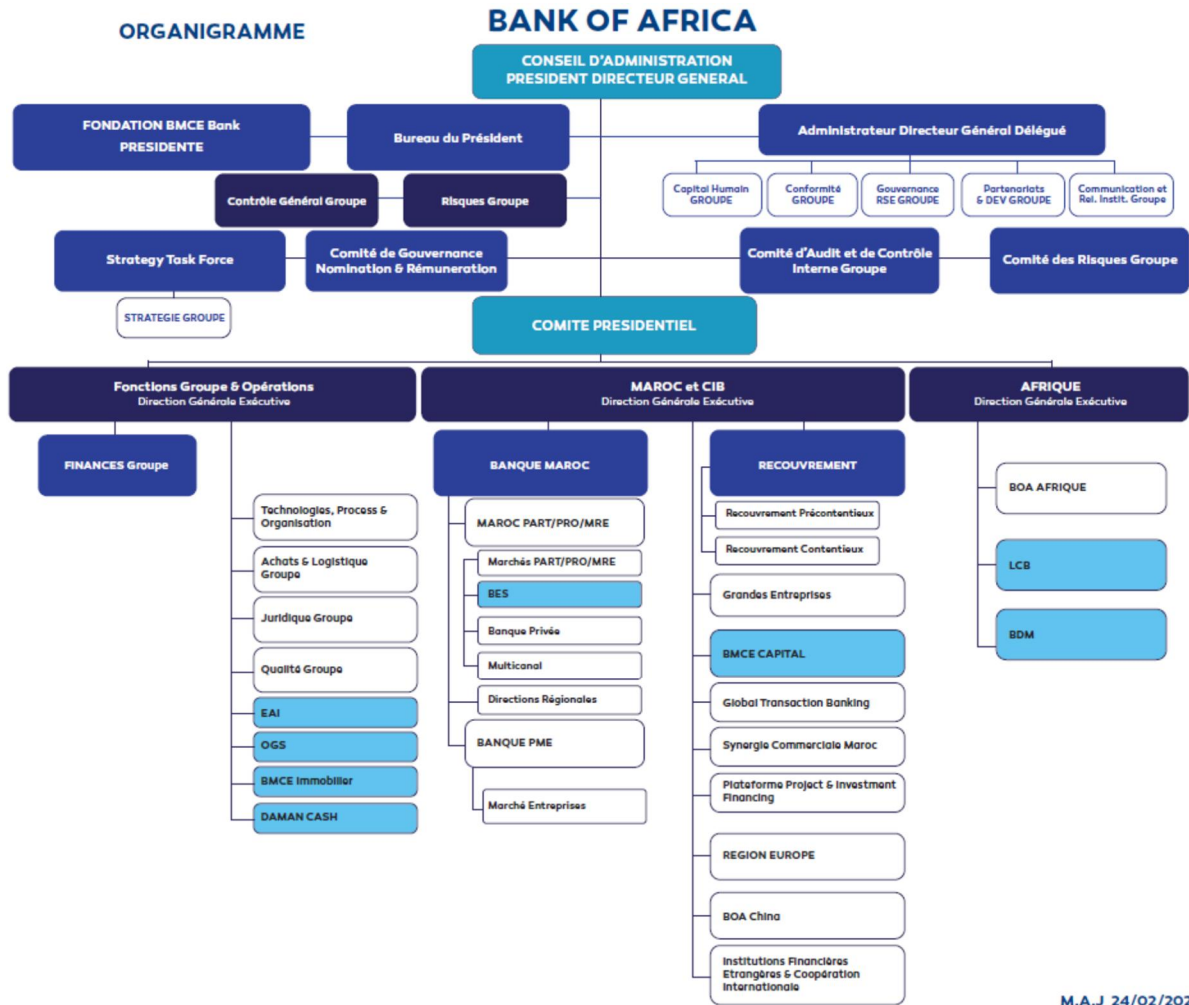 ORGANIGRAMME
BANK OF AFRICA
CONSEIL D'ADMINISTRATION
PRESIDENT DIRECTEUR GENERAL
FONDATION BMCE Bank
PRESIDENTE
Bureau du Président
Administrateur Directeur Général Délégué
Capital Humain
GROUPE
Conformité
GROUPE
Gouvernance
RSE GROUPE
Partenariats
& DEV GROUPE
Communication et
Rel. Instit. Groupe
Contrôle Général Groupe
Risques Groupe
Strategy Task Force
Comité de Gouvernance
Nomination & Rémuneration
Comité d'Audit et de Contrôle
Interne Groupe
Comité des Risques Groupe
STRATEGIE GROUPE
COMITE PRESIDENTIEL
Fonctions Groupe & Opérations
Direction Générale Exécutive
MAROC et CIB
Direction Générale Exécutive
AFRIQUE
Direction Générale Exécutive
FINANCES Groupe
Technologies, Process &
Organisation
Achats & Logistique
Groupe
Juridique Groupe
Qualité Groupe
EAI
OGS
BMCE Immobilier
DAMAN CASH
BANQUE MAROC
MAROC PART/PRO/MRE
Marchés PART/PRO/MRE
BES
Banque Privée
Multicanal
Directions Régionales
BANQUE PME
Marché Entreprises
RECOUVREMENT
Recouvrement Précontentieux
Recouvrement Contentieux
Grandes Entreprises
BMCE CAPITAL
Global Transaction Banking
Synergie Commerciale Maroc
Plateforme Project & Investment
Financing
REGION EUROPE
BOA China
Institutions Financières
Etrangères & Coopération
Internationale
BOA AFRIQUE
LCB
BDM
M.A.J 24/02/202